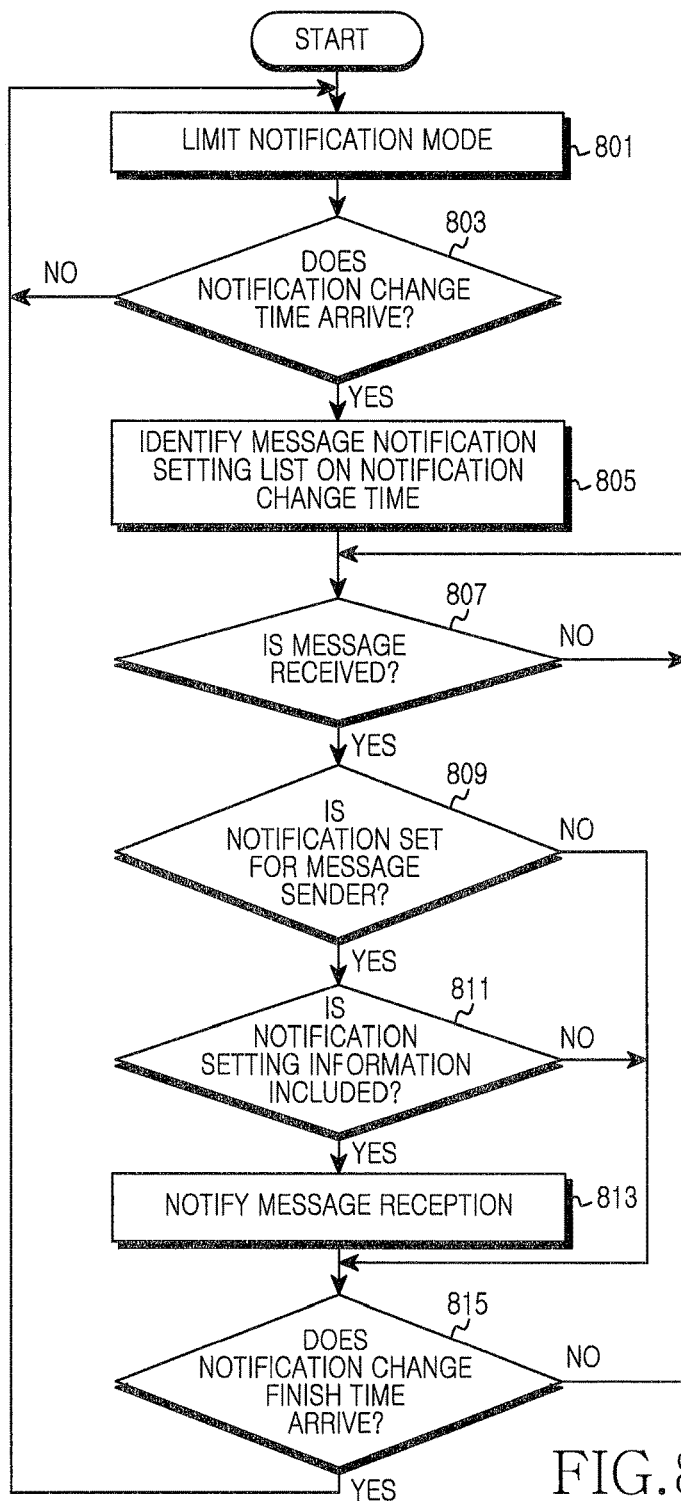 START
LIMIT NOTIFICATION MODE
801
803
DOES
NOTIFICATION CHANGE
TIME ARRIVE?
NO
YES
IDENTIFY MESSAGE NOTIFICATION
SETTING LIST ON NOTIFICATION
CHANGE TIME
805
807
IS MESSAGE
RECEIVED?
NO
YES
809
IS
NOTIFICATION SET
FOR MESSAGE
SENDER?
NO
YES
811
IS
NOTIFICATION
SETTING INFORMATION
INCLUDED?
NO
YES
NOTIFY MESSAGE RECEPTION
813
815
DOES
NOTIFICATION CHANGE
FINISH TIME
ARRIVE?
NO
YES
FIG.8